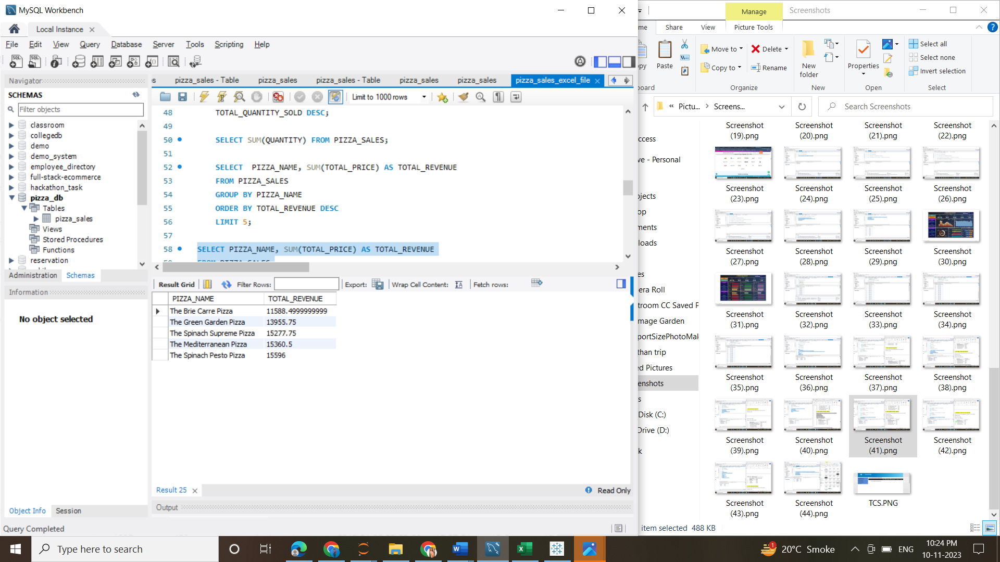 MySQL Workbench
Local Instance
File Edit View Query Database Server Tools Scripting Help
Navigator
SCHEMAS
Filter objects
classroom
collegedb
demo
demo_system
employee_directory
full-stack-ecommerce
hackathon_task
pizza_db
Tables
pizza_sales
Views
Stored Procedures
Functions
reservation
Administration Schemas
Information
No object selected
Object Info Session
Query Completed
pizza_sales - Table pizza_sales pizza_sales - Table pizza_sales pizza_sales pizza_sales_excel_file
Limit to 1000 rows
48 TOTAL_QUANTITY_SOLD DESC;
49
50 SELECT SUM(QUANTITY) FROM PIZZA_SALES;
51
52 SELECT PIZZA_NAME, SUM(TOTAL_PRICE) AS TOTAL_REVENUE
53 FROM PIZZA_SALES
54 GROUP BY PIZZA_NAME
55 ORDER BY TOTAL_REVENUE DESC
56 LIMIT 5;
57
58 SELECT PIZZA_NAME, SUM(TOTAL_PRICE) AS TOTAL_REVENUE
59 FROM PIZZA_SALES
Result Grid Filter Rows: Export: Wrap Cell Content: Fetch rows:
PIZZA_NAME TOTAL_REVENUE
The Brie Carre Pizza 11588.4999999999
The Green Garden Pizza 13955.75
The Spinach Supreme Pizza 15277.75
The Mediterranean Pizza 15360.5
The Spinach Pesto Pizza 15596
Result 25 Read Only
Output
Manage Screenshots
me Share View Picture Tools
py Paste
Move to Delete
Copy to Rename
New folder
Properties
Select all
Select none
Invert selection
oard Organize New Open Select
« Pictu... Screens... Search Screenshots
ccess
ve - Personal
bjects
op
ments
loads
es
era Roll
troom CC Saved P
mage Garden
portSizePhotoMak
than trip
ed Pictures
enshots
s
Disk (C:)
Drive (D:)
k
Screenshot (19).png
Screenshot (20).png
Screenshot (21).png
Screenshot (22).png
Screenshot (23).png
Screenshot (24).png
Screenshot (25).png
Screenshot (26).png
Screenshot (27).png
Screenshot (28).png
Screenshot (29).png
Screenshot (30).png
Screenshot (31).png
Screenshot (32).png
Screenshot (33).png
Screenshot (34).png
Screenshot (35).png
Screenshot (36).png
Screenshot (37).png
Screenshot (38).png
Screenshot (39).png
Screenshot (40).png
Screenshot (41).png
Screenshot (42).png
Screenshot (43).png
Screenshot (44).png
TCS.PNG
item selected 488 KB
Type here to search
20°C Smoke
ENG
10:24 PM
10-11-2023